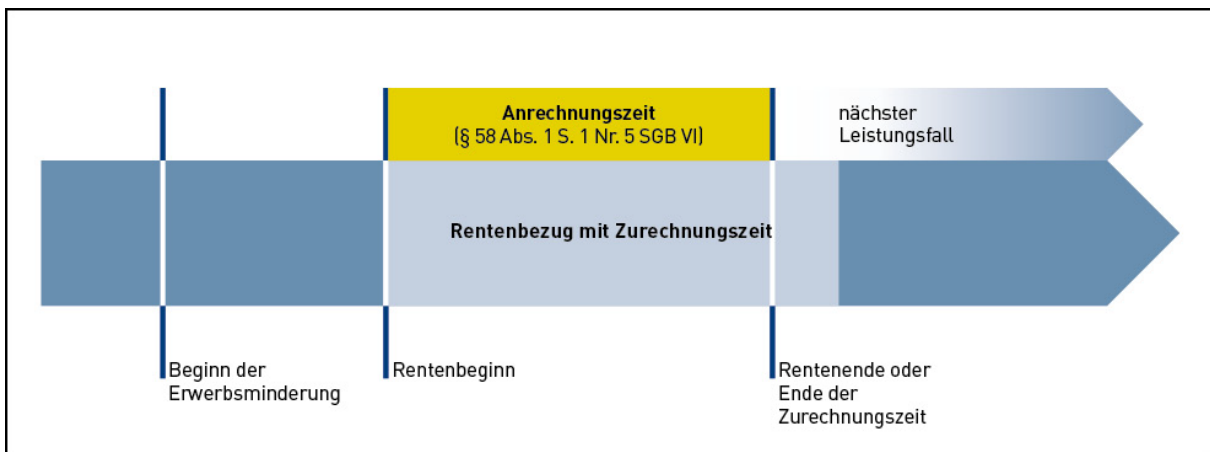 Anrechnungszeit
(§ 58 Abs. 1 S. 1 Nr. 5 SGB VI)
nächster
Leistungsfall
Rentenbezug mit Zurechnungszeit
Beginn der
Erwerbsminderung
Rentenbeginn
Rentenende oder
Ende der
Zurechnungszeit